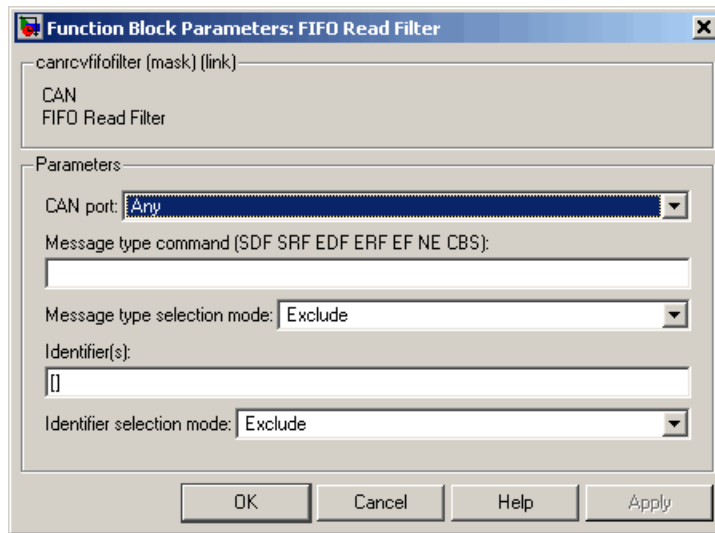 Function Block Parameters: FIFO Read Filter
canrcvfifofilter (mask) (link)
CAN
FIFO Read Filter
Parameters
CAN port: Any
Message type command (SDF SRF EDF ERF EF NE CBS):
Message type selection mode: Exclude
Identifier(s):
[]
Identifier selection mode: Exclude
OK Cancel Help Apply